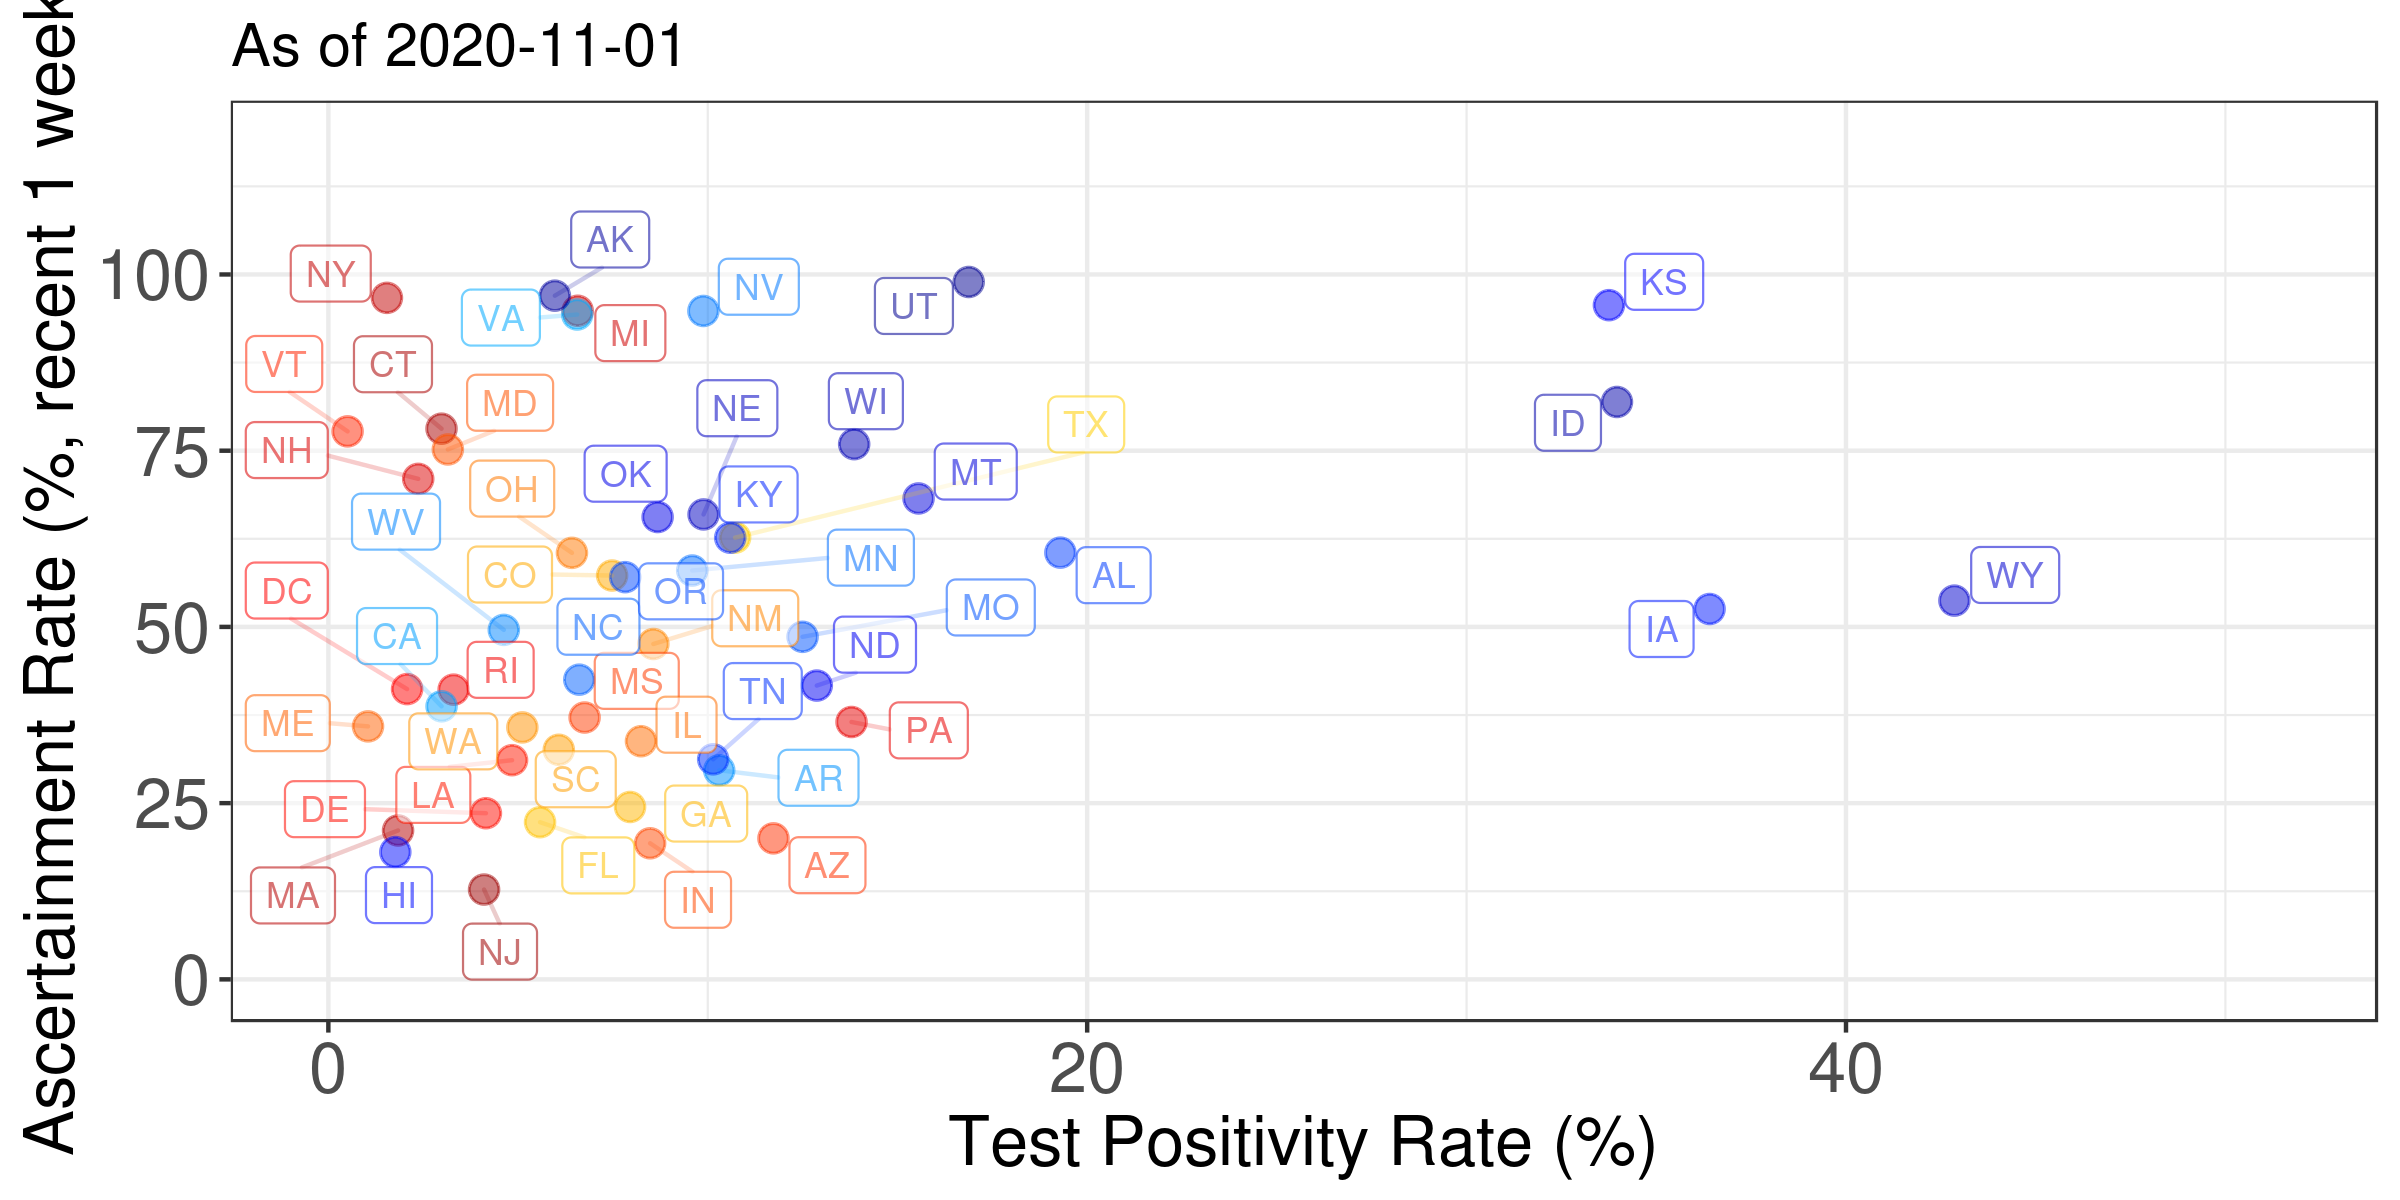 As of 2020-11-01
Ascertainment Rate (%, recent 1 week
100
75
50
25
0
AK
NY
NV
KS
UT
VA
MI
VT
CT
MD
NE
WI
TX
ID
NH
OK
MT
OH
KY
WV
MN
CO
AL
WY
DC
OR
MO
NC
NM
IA
CA
ND
RI
MS
TN
ME
IL
PA
WA
SC
AR
LA
DE
GA
FL
AZ
MA
HI
IN
NJ
0
20
40
Test Positivity Rate (%)